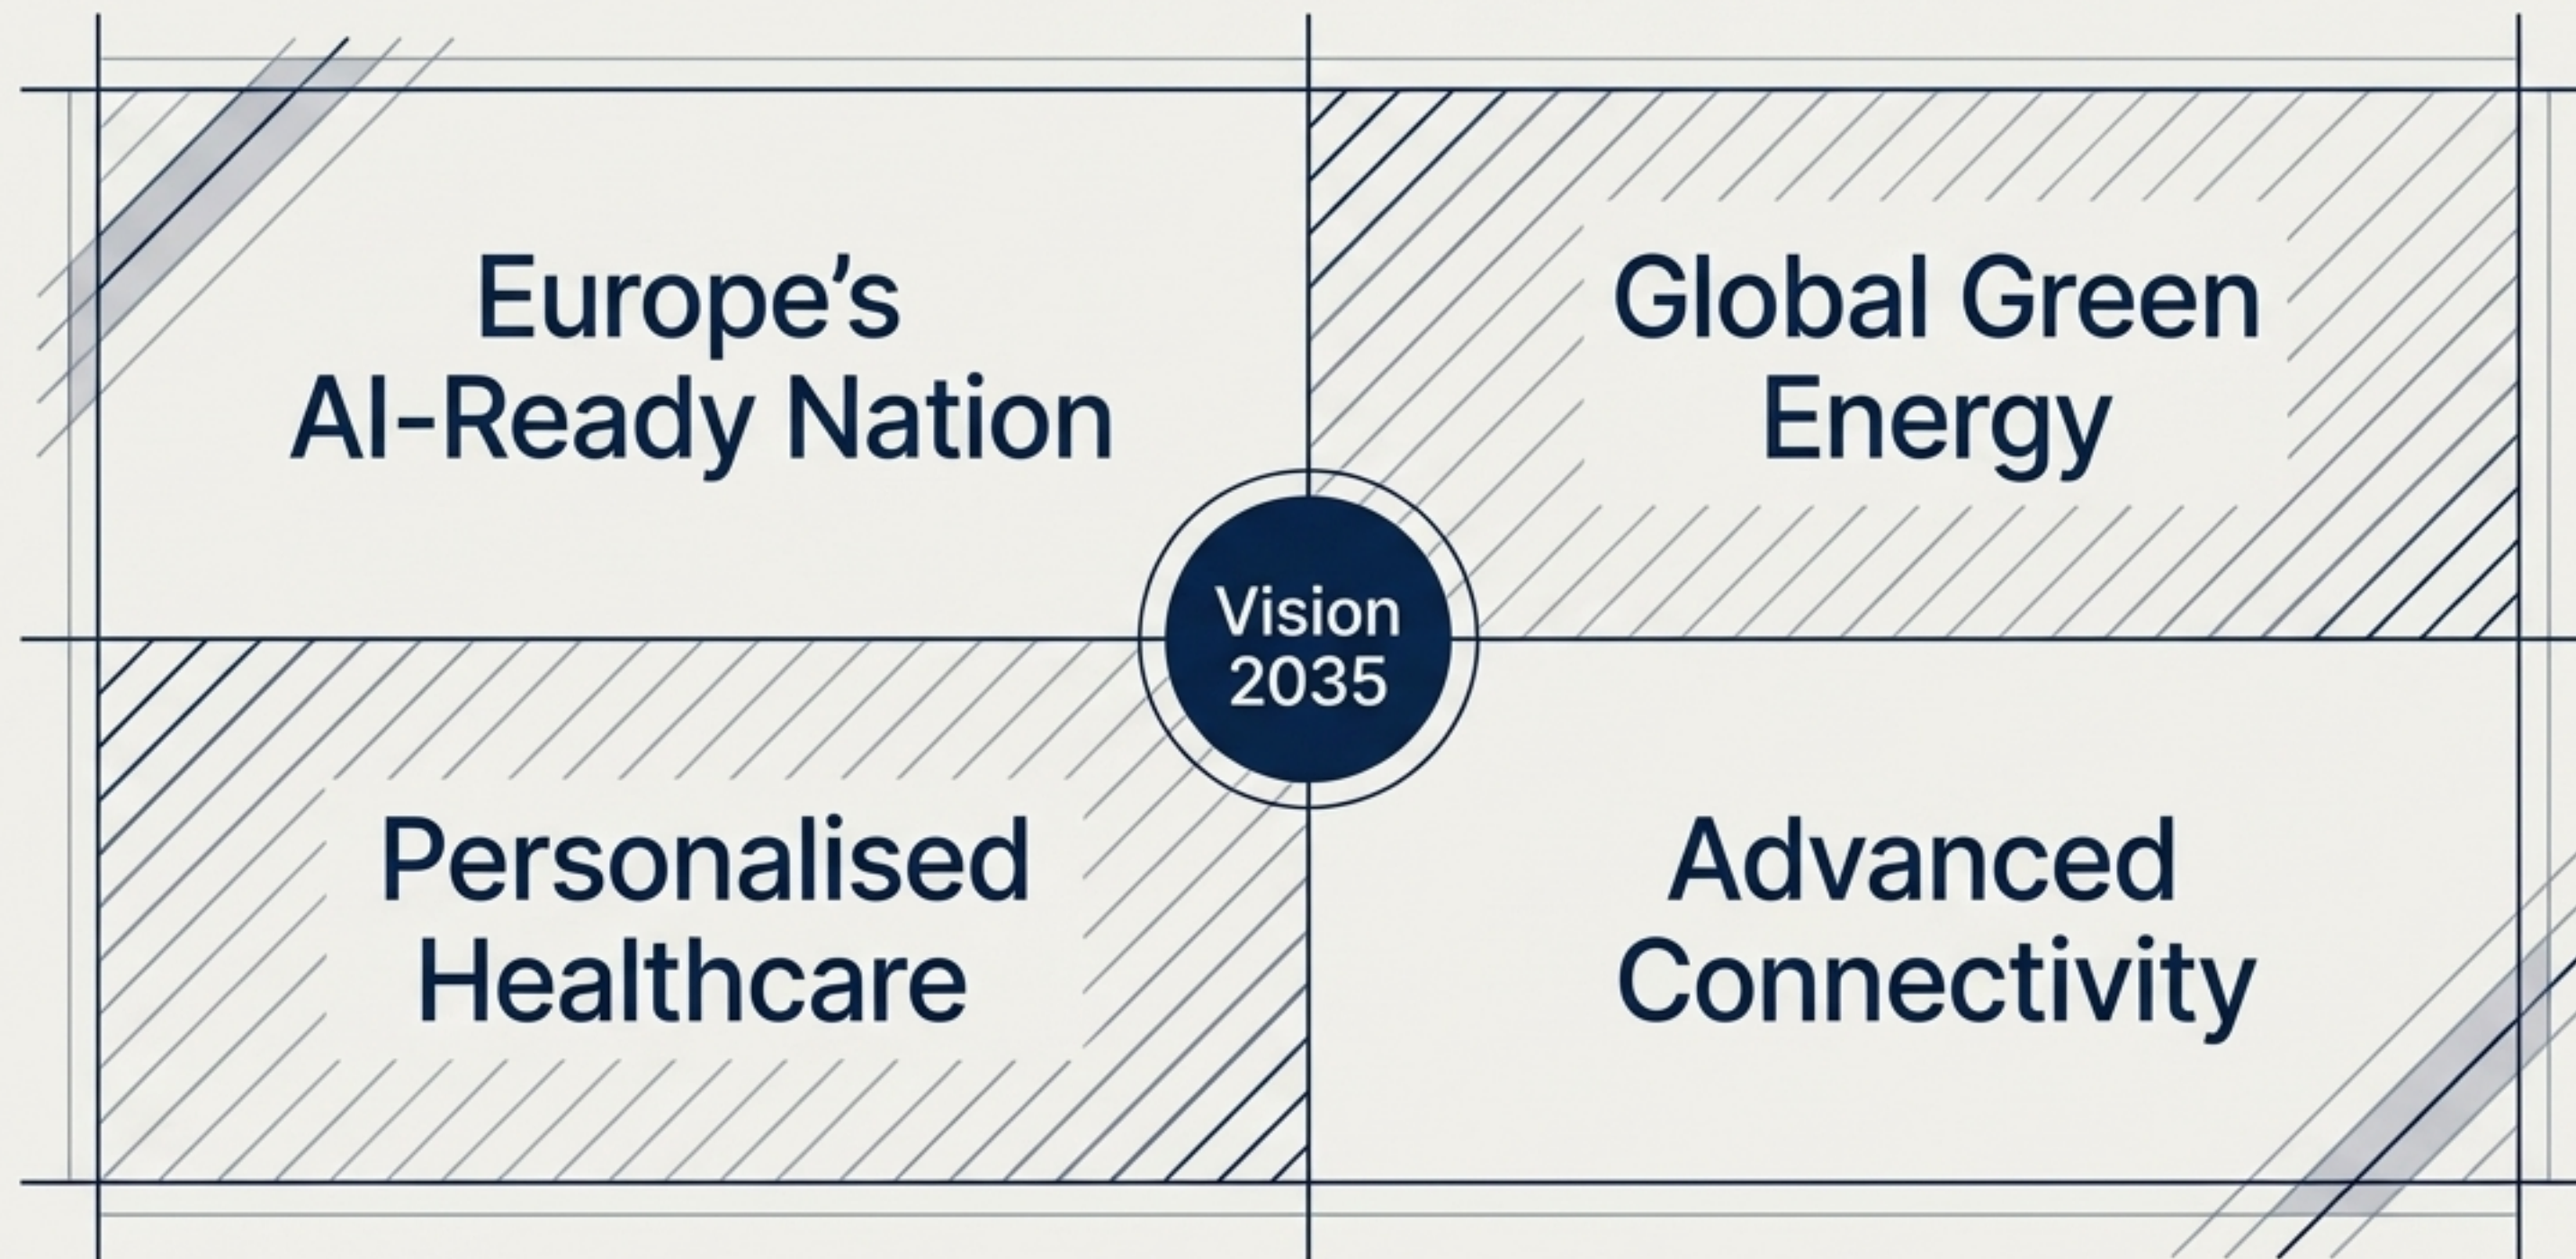 Europe’s
AI-Ready Nation
Global Green
Energy
Vision
2035
Personalised
Healthcare
Advanced
Connectivity